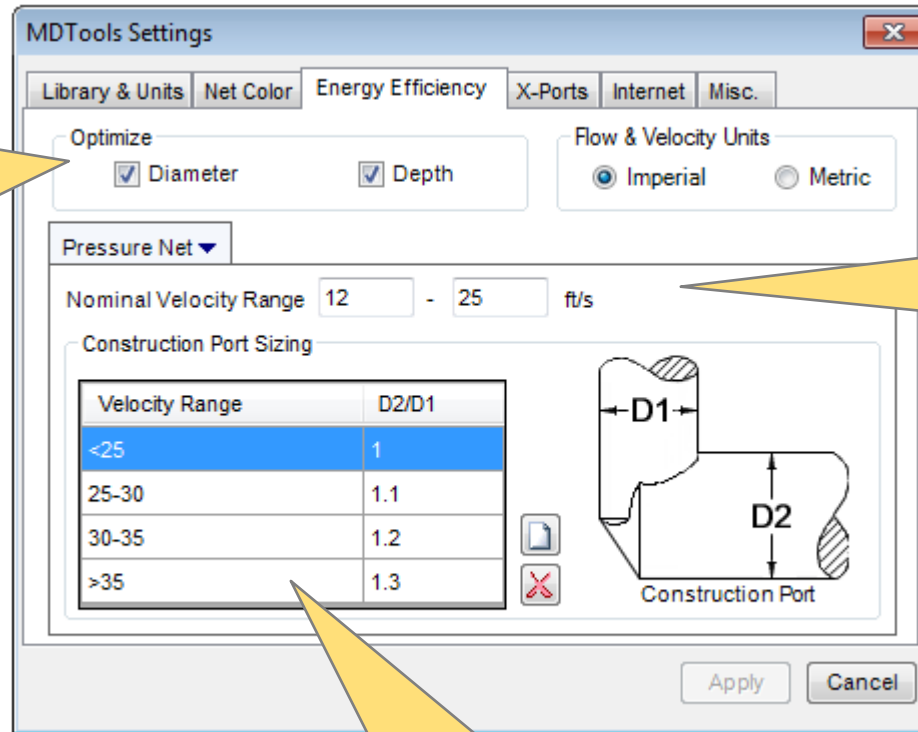 MDTools Settings
Library & Units Net Color Energy Efficiency X-Ports Internet Misc.
Optimize
Diameter Depth
Flow & Velocity Units
Imperial Metric
Pressure Net
Nominal Velocity Range 12 - 25 ft/s
Construction Port Sizing
Velocity Range D2/D1
<25 1
25-30 1.1
30-35 1.2
>35 1.3
D1
D2
Construction Port
Apply Cancel